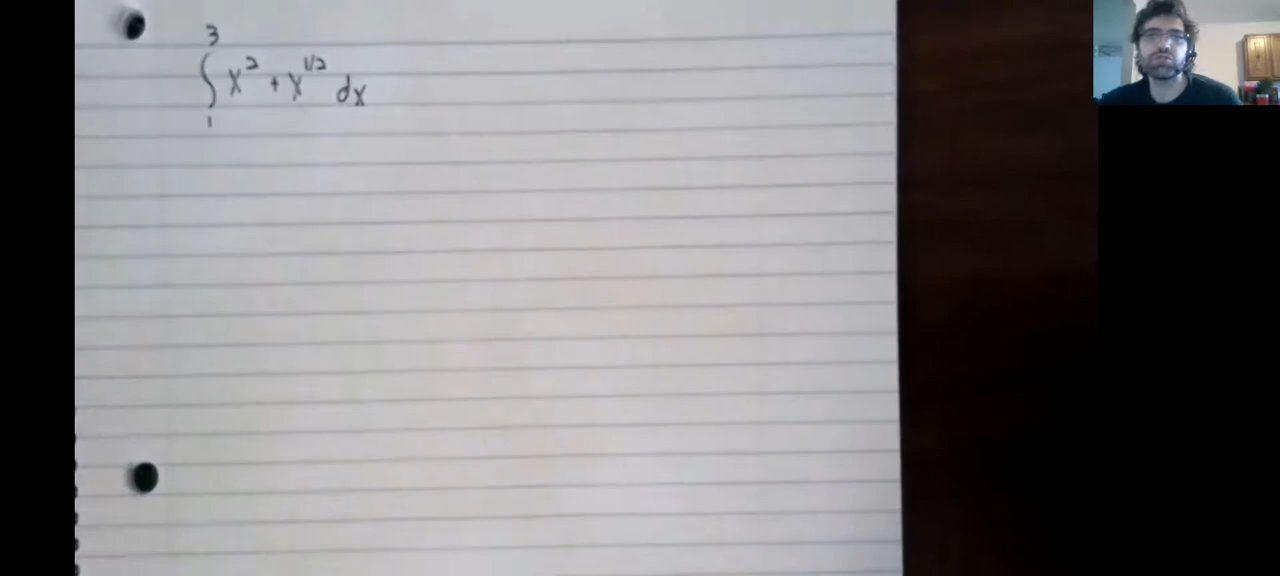 3
∫ x² + x^1/2 dx
1